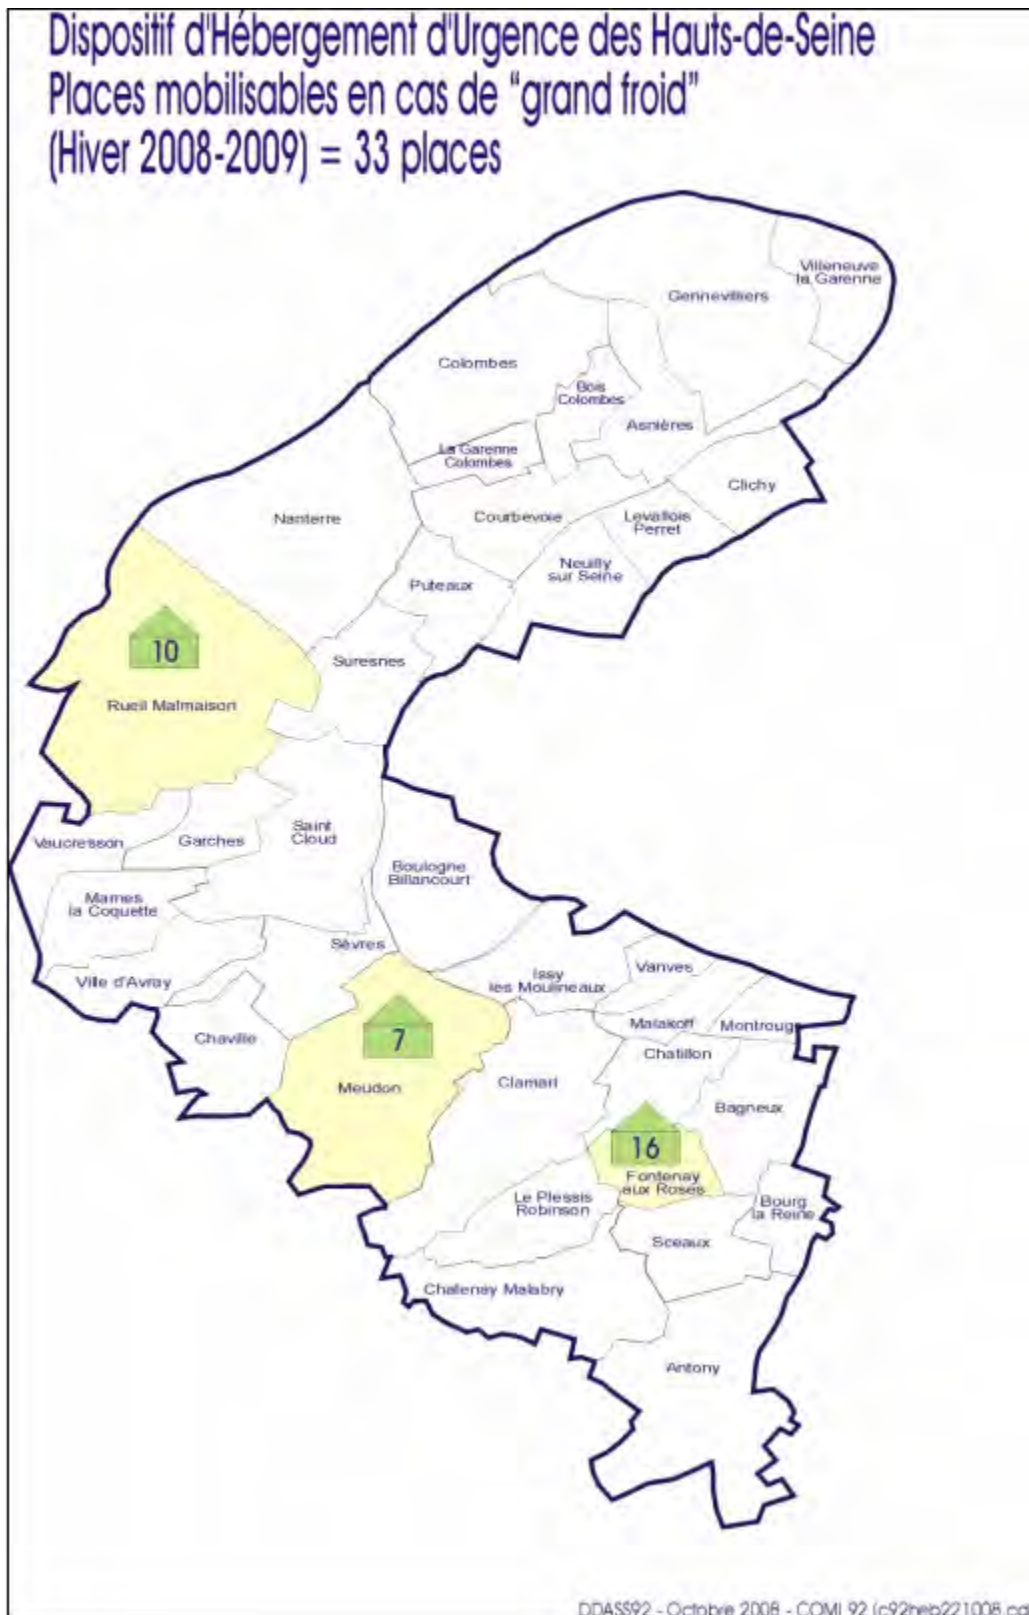 Dispositif d'Hébergement d'Urgence des Hauts-de-Seine
Places mobilisables en cas de "grand froid"
(Hiver 2008-2009) = 33 places
Villeneuve
la Garenne
Gennevilliers
Colombes
Bois
Colombes
Asnières
La Garenne
Colombes
Clichy
Nanterre
Courbevoie
Levallois
Perret
Neuilly
sur Seine
Puteaux
10
Suresnes
Rueil Malmaison
Saint
Cloud
Vaucresson
Garches
Boulogne
Billancourt
Marnes
la Coquette
Sèvres
Ville d'Avray
Issy
les Moulineaux
Vanves
Chaville
7
Malakoff
Montrouge
Chatillon
Meudon
Clamart
Bagneux
16
Fontenay
aux Roses
Le Plessis
Robinson
Bourg
la Reine
Sceaux
Chatenay Malabry
Antony
DDASS92 - Octobre 2008 - COMI 92